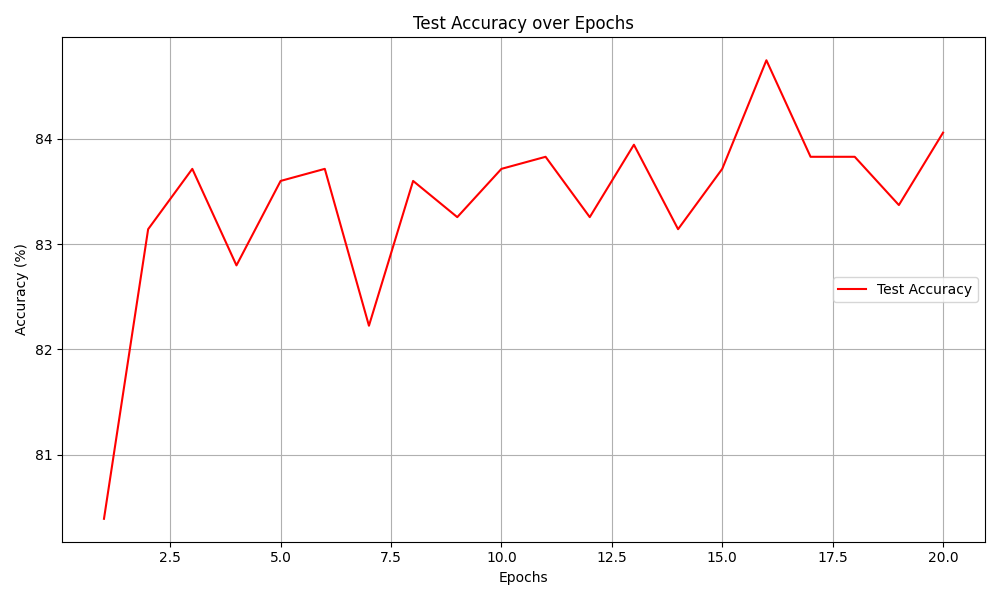 Test Accuracy over Epochs
Accuracy (%)
84
83
82
81
Test Accuracy
2.5 5.0 7.5 10.0 12.5 15.0 17.5 20.0
Epochs